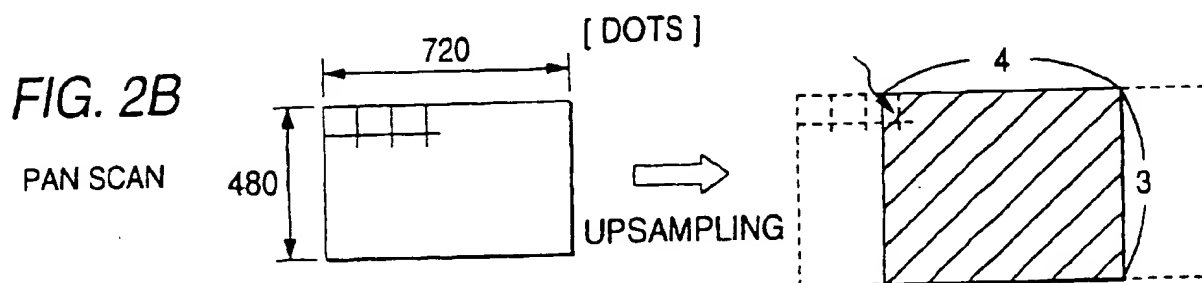 FIG. 2B
PAN SCAN
720
[ DOTS ]
480
UPSAMPLING
4
3